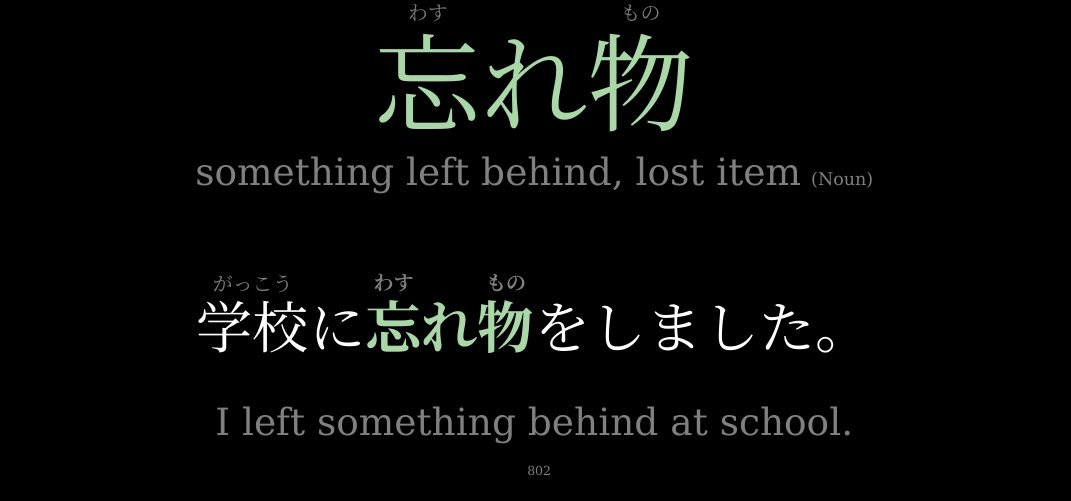 わす もの
忘れ物
something left behind, lost item (Noun)
がっこう わす もの
学校に忘れ物をしました。
I left something behind at school.
802